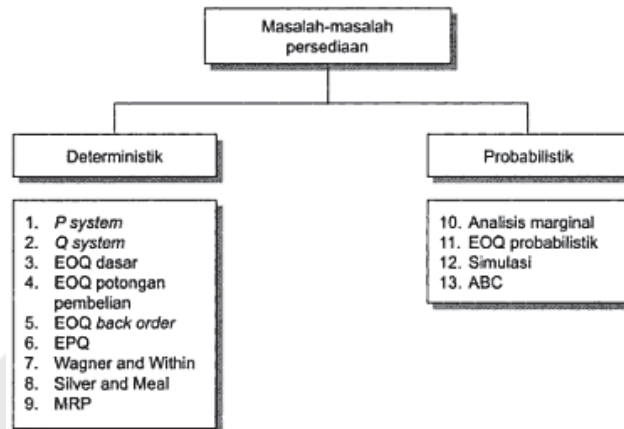 Masalah-masalah
persediaan
Deterministik
Probabilistik
1. P system
2. Q system
3. EOQ dasar
4. EOQ potongan
pembelian
5. EOQ back order
6. EPQ
7. Wagner and Within
8. Silver and Meal
9. MRP
10. Analisis marginal
11. EOQ probabilistik
12. Simulasi
13. ABC